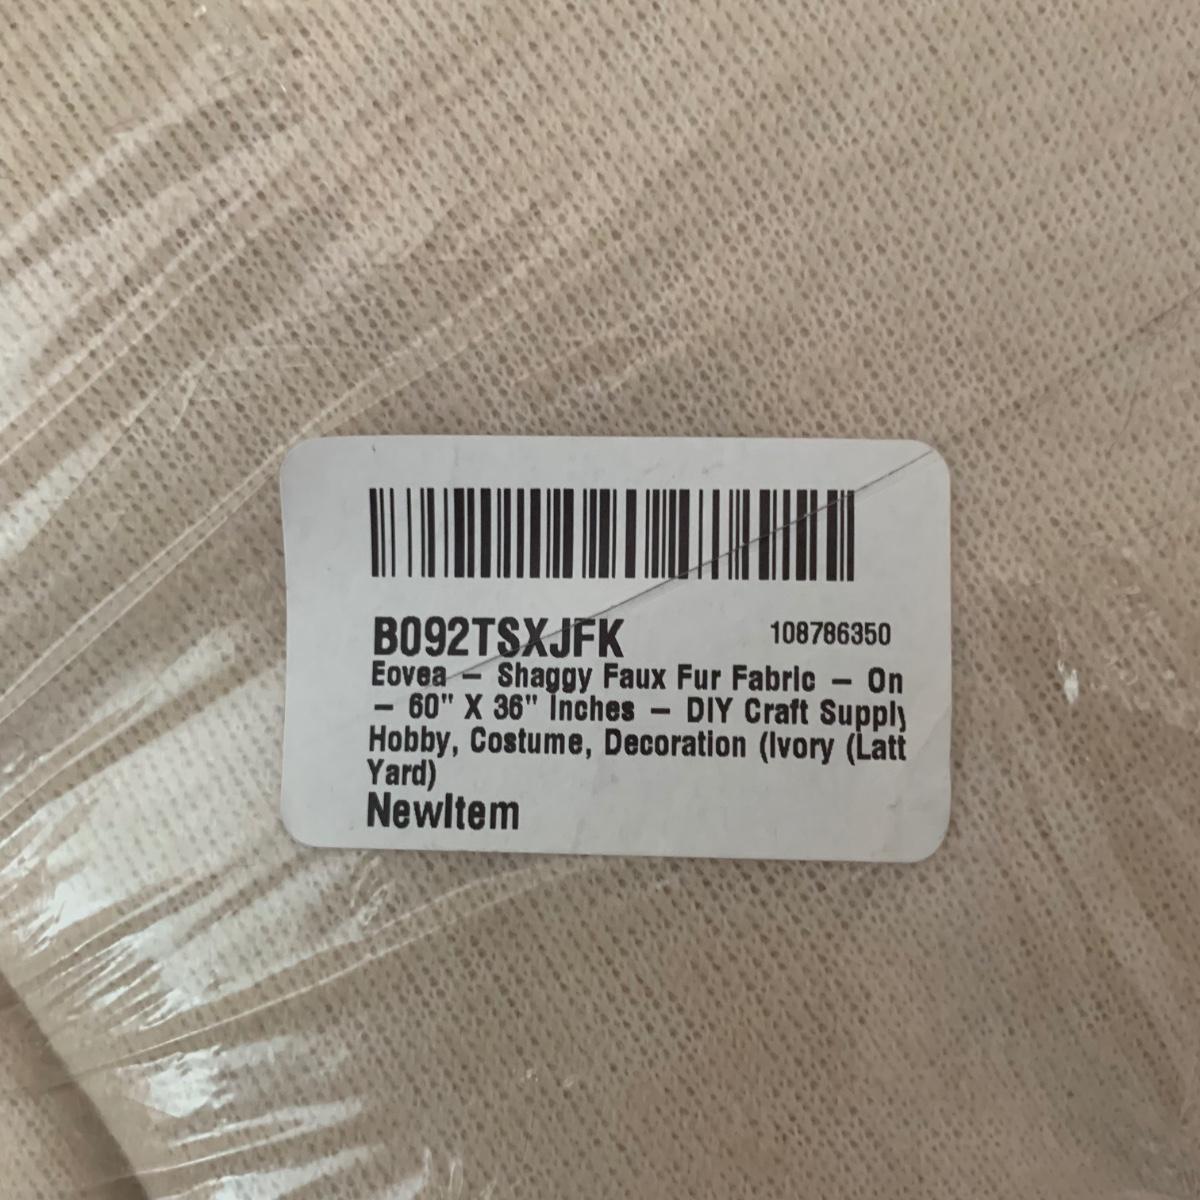 B092TSXJFK 108786350
Eovea – Shaggy Faux Fur Fabric – On
– 60" X 36" Inches – DIY Craft Supply
Hobby, Costume, Decoration (Ivory (Latt
Yard)
NewItem